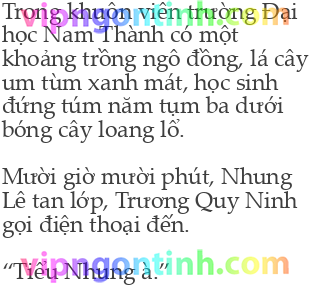 Trong khuôn viên trường Đại
học Nam Thành có một
khoảng trồng ngô đồng, lá cây
um tùm xanh mát, học sinh
đứng túm năm tụm ba dưới
bóng cây loang lổ.
Mười giờ mười phút, Nhung
Lê tan lớp, Trương Quy Ninh
gọi điện thoại đến.
“Tiểu Nhung à.”
vipngontinh.com
vipngontinh.com